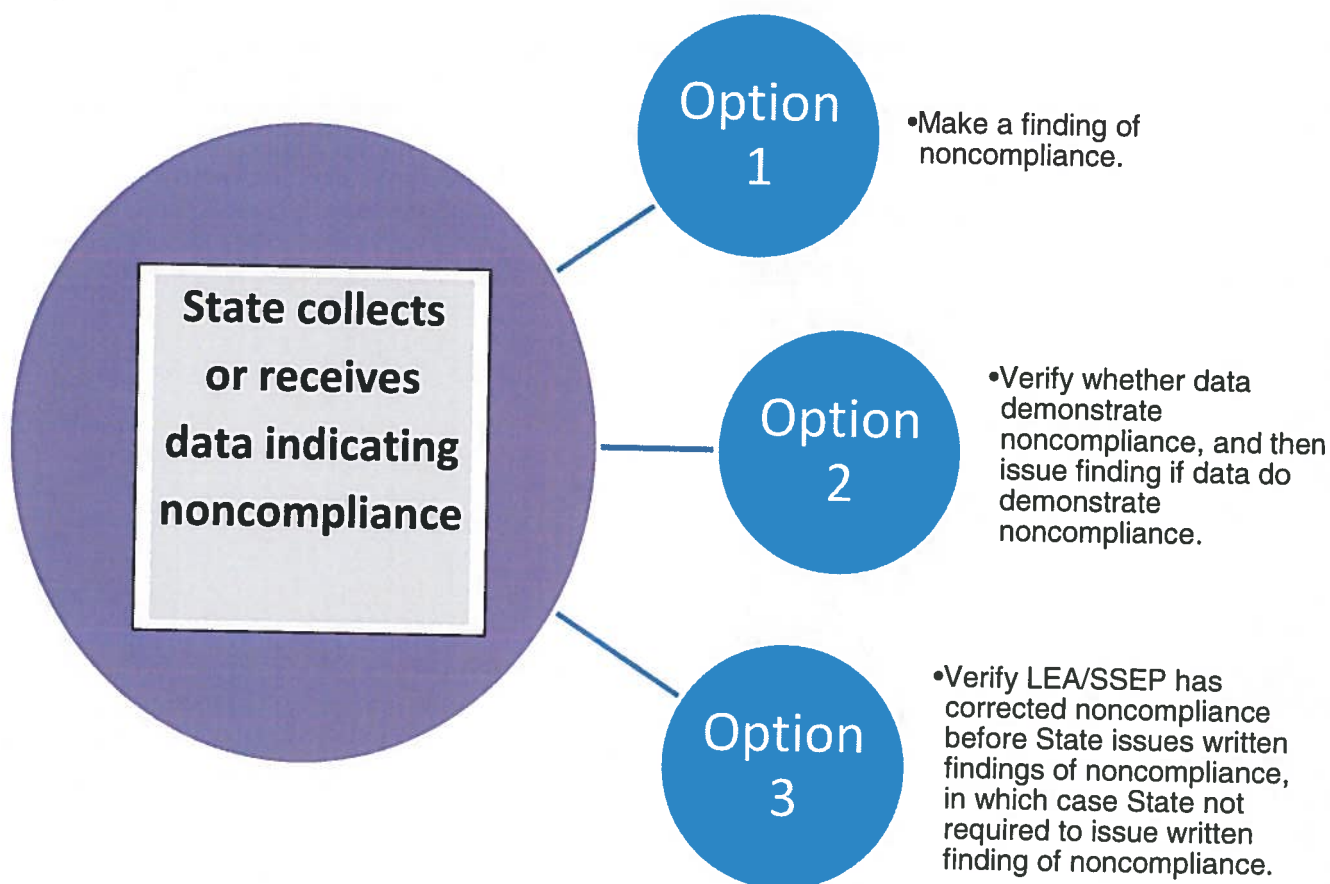 State collects
or receives
data indicating
noncompliance
Option
1
•Make a finding of
noncompliance.
Option
2
•Verify whether data
demonstrate
noncompliance, and then
issue finding if data do
demonstrate
noncompliance.
Option
3
•Verify LEA/SSEP has
corrected noncompliance
before State issues written
findings of noncompliance,
in which case State not
required to issue written
finding of noncompliance.